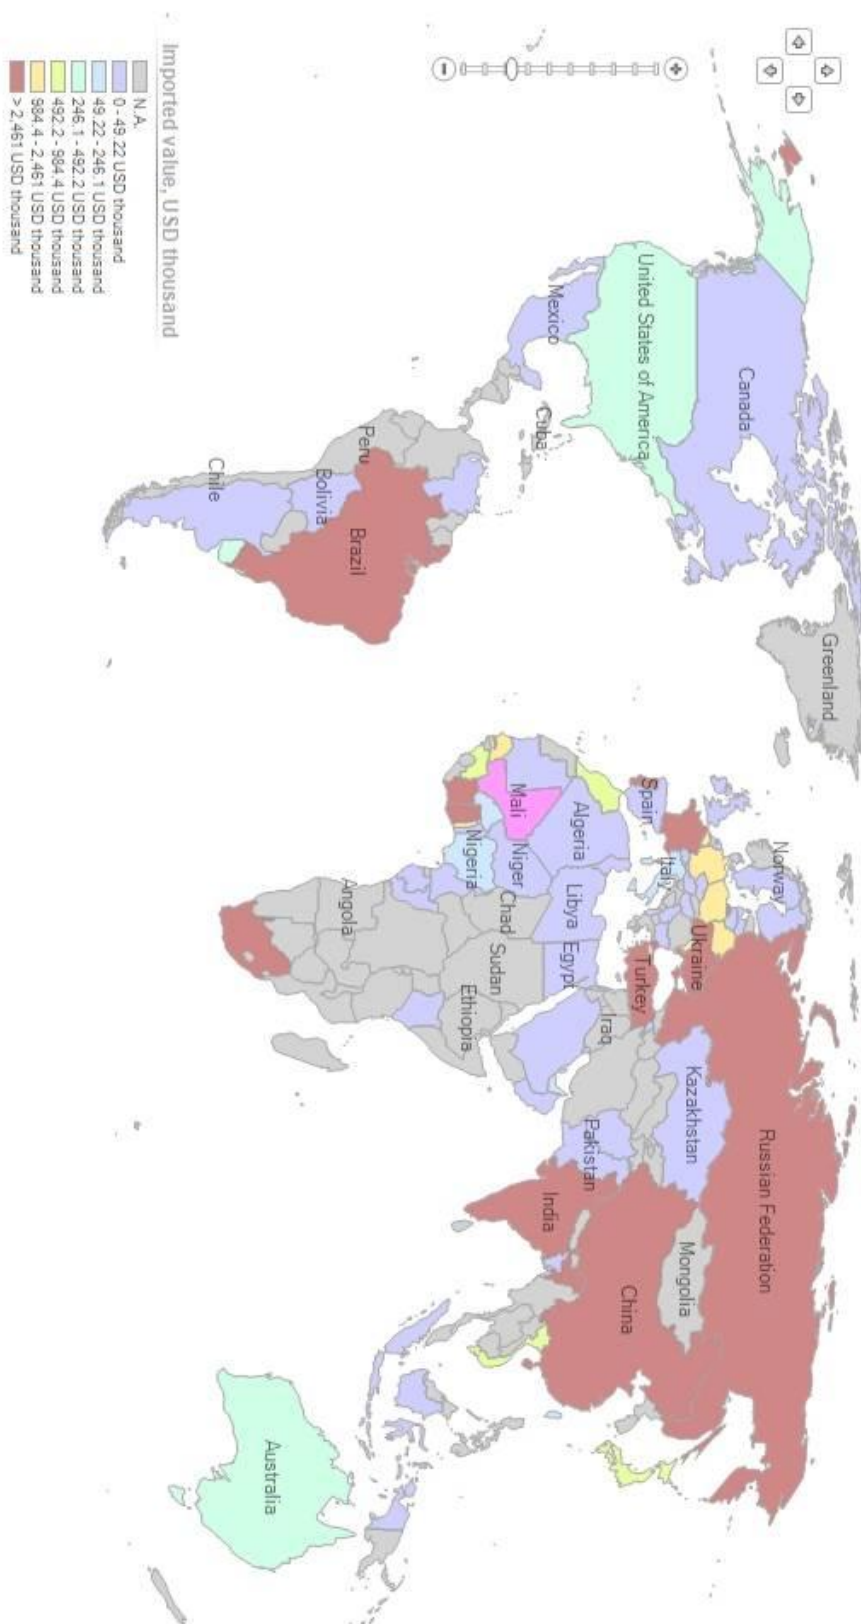 Greenland
Canada
United States of America
Mexico
Cuba
Peru
Brazil
Bolivia
Chile
Norway
Ukraine
Italy
Spain
Turkey
Algeria
Libya
Egypt
Iraq
Mali
Niger
Chad
Sudan
Nigeria
Ethiopia
Angola
Russian Federation
Kazakhstan
Mongolia
China
Pakistan
India
Australia
Imported value, USD thousand
N.A.
0 - 49.22 USD thousand
49.22 - 246.1 USD thousand
246.1 - 492.2 USD thousand
492.2 - 984.4 USD thousand
984.4 - 2,461 USD thousand
> 2,461 USD thousand